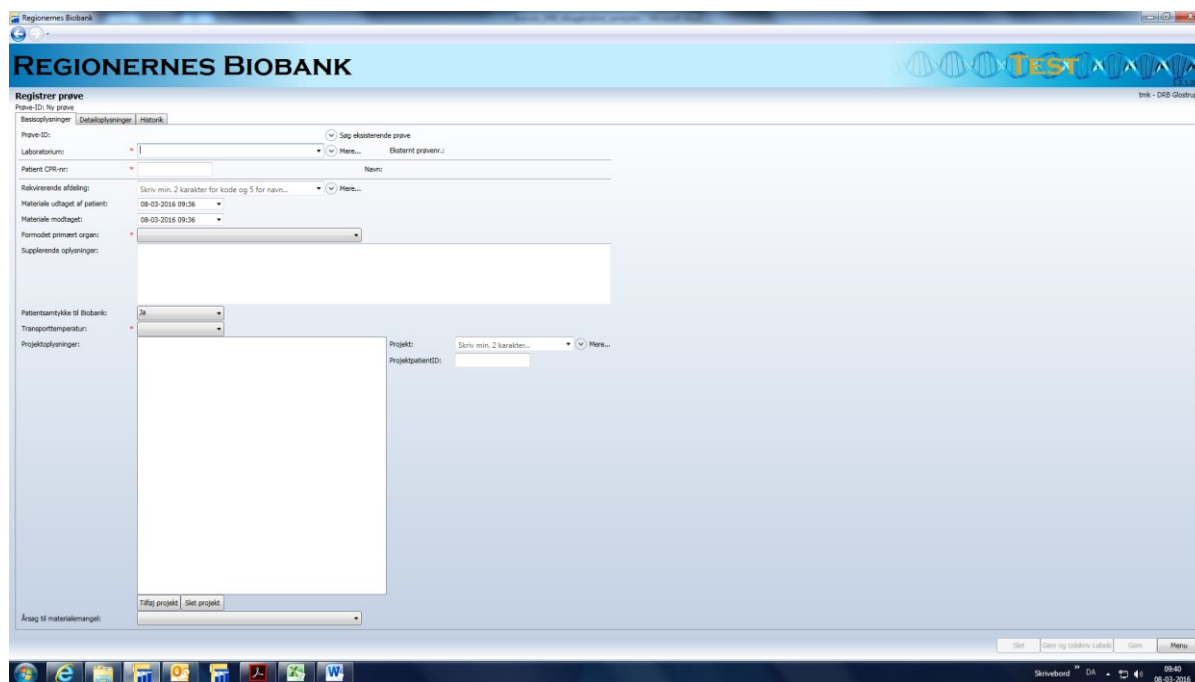 Regionernes Biobank
REGIONERNES BIOBANK
TEST
Registrer prøve
tmk - DRB Glostrup
Prøve-ID: Ny prøve
Basisoplysninger Detailoplysninger Historik
Prøve-ID: Søg eksisterende prøve
Laboratorium: * Mere... Eksternt prøvenr.:
Patient CPR-nr: * Navn:
Rekvirerende afdeling: Skriv min. 2 karakter for kode og 5 for navn... Mere...
Materiale udtaget af patient: 08-03-2016 09:36
Materiale modtaget: 08-03-2016 09:36
Formodet primært organ: *
Supplerende oplysninger:
Patientsamtykke til Biobank: Ja
Transporttemperatur: *
Projektoplysninger: Projekt: Skriv min. 2 karakter... Mere...
ProjektpatientID:
Tilføj projekt Slet projekt
Årsag til materialemangel:
Slet Gem og Udskriv Labels Gem Menu
Skrivebord » DA 09:40
08-03-2016